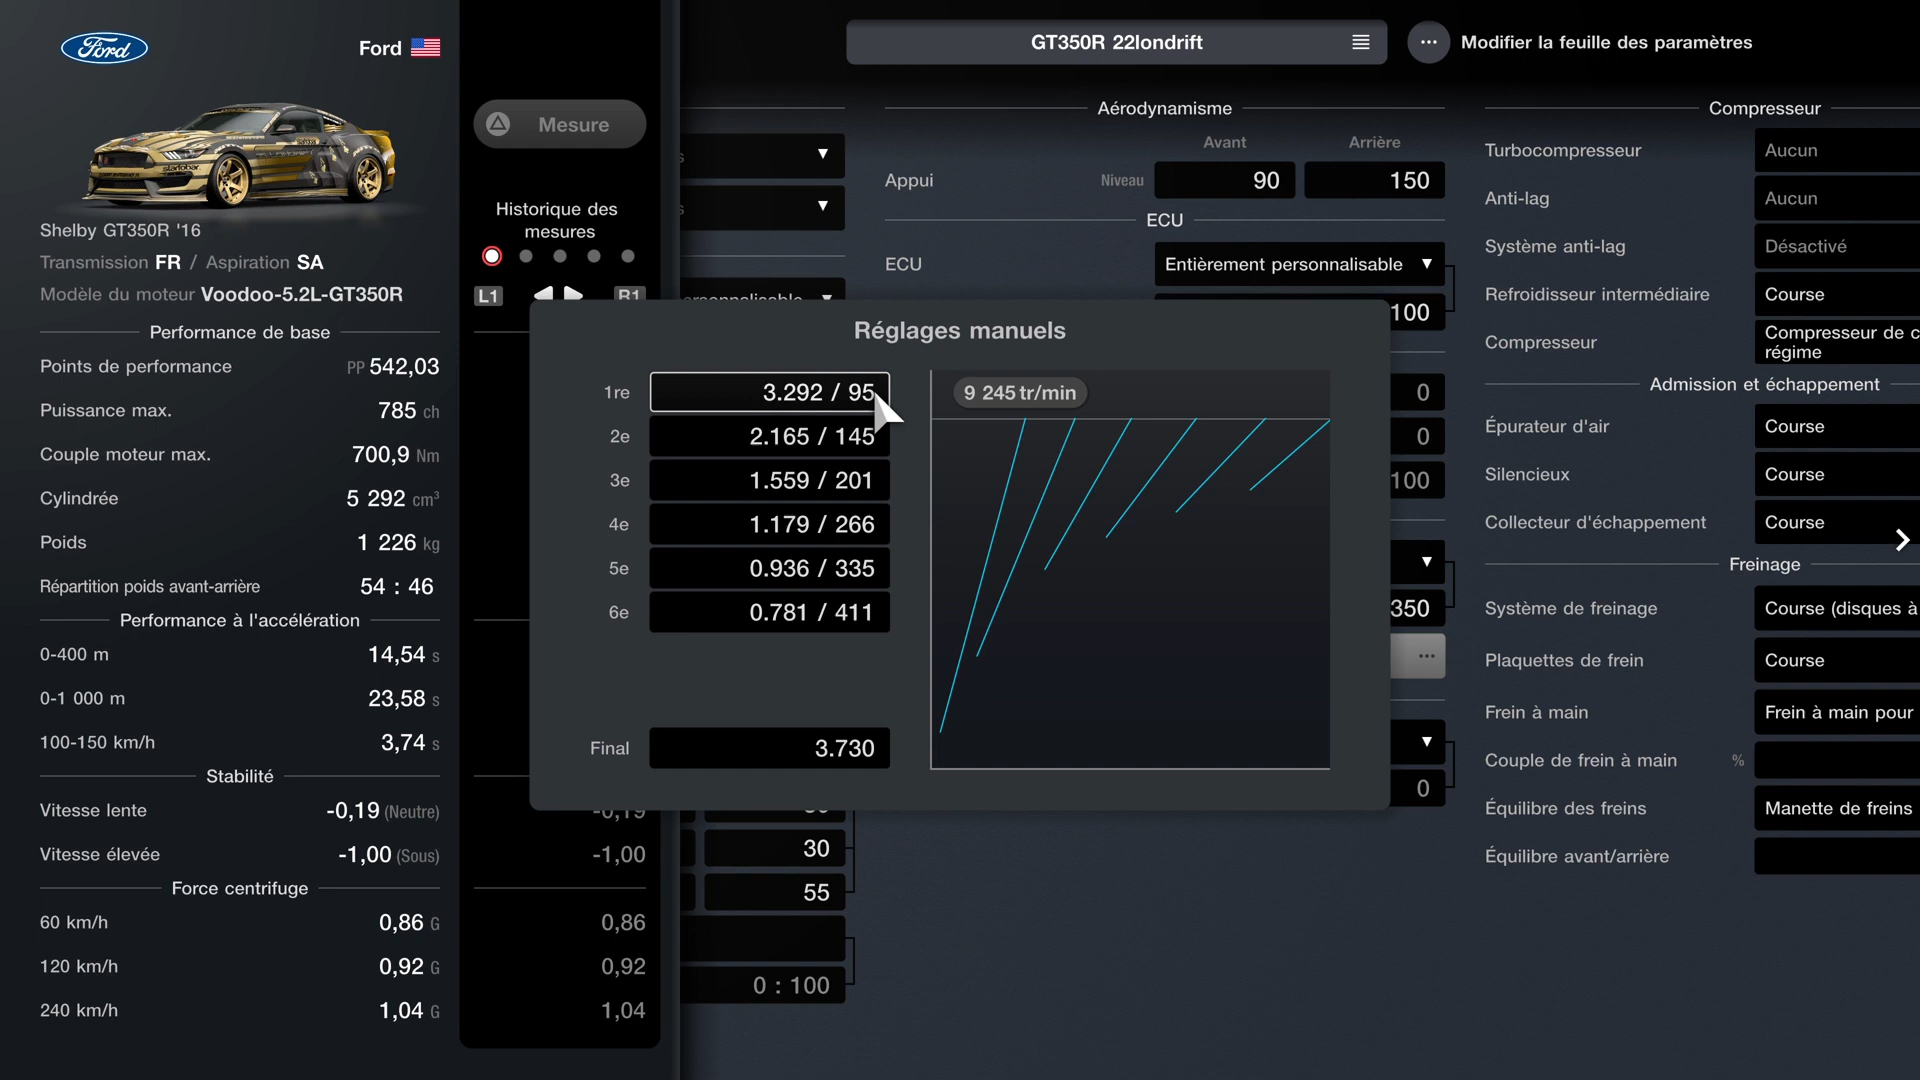 Ford
Ford
GT350R 22londrift
Modifier la feuille des paramètres
Mesure
Historique des
mesures
L1
R1
Shelby GT350R '16
Transmission FR / Aspiration SA
Modèle du moteur Voodoo-5.2L-GT350R
Performance de base
Points de performance PP 542,03
Puissance max. 785 ch
Couple moteur max. 700,9 Nm
Cylindrée 5 292 cm³
Poids 1 226 kg
Répartition poids avant-arrière 54 : 46
Performance à l'accélération
0-400 m 14,54 s
0-1 000 m 23,58 s
100-150 km/h 3,74 s
Stabilité
Vitesse lente -0,19 (Neutre) -0,19
Vitesse élevée -1,00 (Sous) -1,00
Force centrifuge
60 km/h 0,86 G 0,86
120 km/h 0,92 G 0,92
240 km/h 1,04 G 1,04
30
55
0 : 100
Aérodynamisme
Avant Arrière
Appui Niveau 90 150
ECU
ECU Entièrement personnalisable
100
0
0
100
350
0
Réglages manuels
1re 3.292 / 95
2e 2.165 / 145
3e 1.559 / 201
4e 1.179 / 266
5e 0.936 / 335
6e 0.781 / 411
Final 3.730
9 245 tr/min
Compresseur
Turbocompresseur Aucun
Anti-lag Aucun
Système anti-lag Désactivé
Refroidisseur intermédiaire Course
Compresseur Compresseur de c
régime
Admission et échappement
Épurateur d'air Course
Silencieux Course
Collecteur d'échappement Course
Freinage
Système de freinage Course (disques à
Plaquettes de frein Course
Frein à main Frein à main pour
Couple de frein à main %
Équilibre des freins Manette de freins
Équilibre avant/arrière